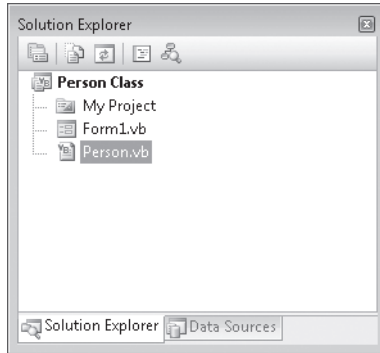 Solution Explorer
Person Class
My Project
Form1.vb
Person.vb
Solution Explorer
Data Sources